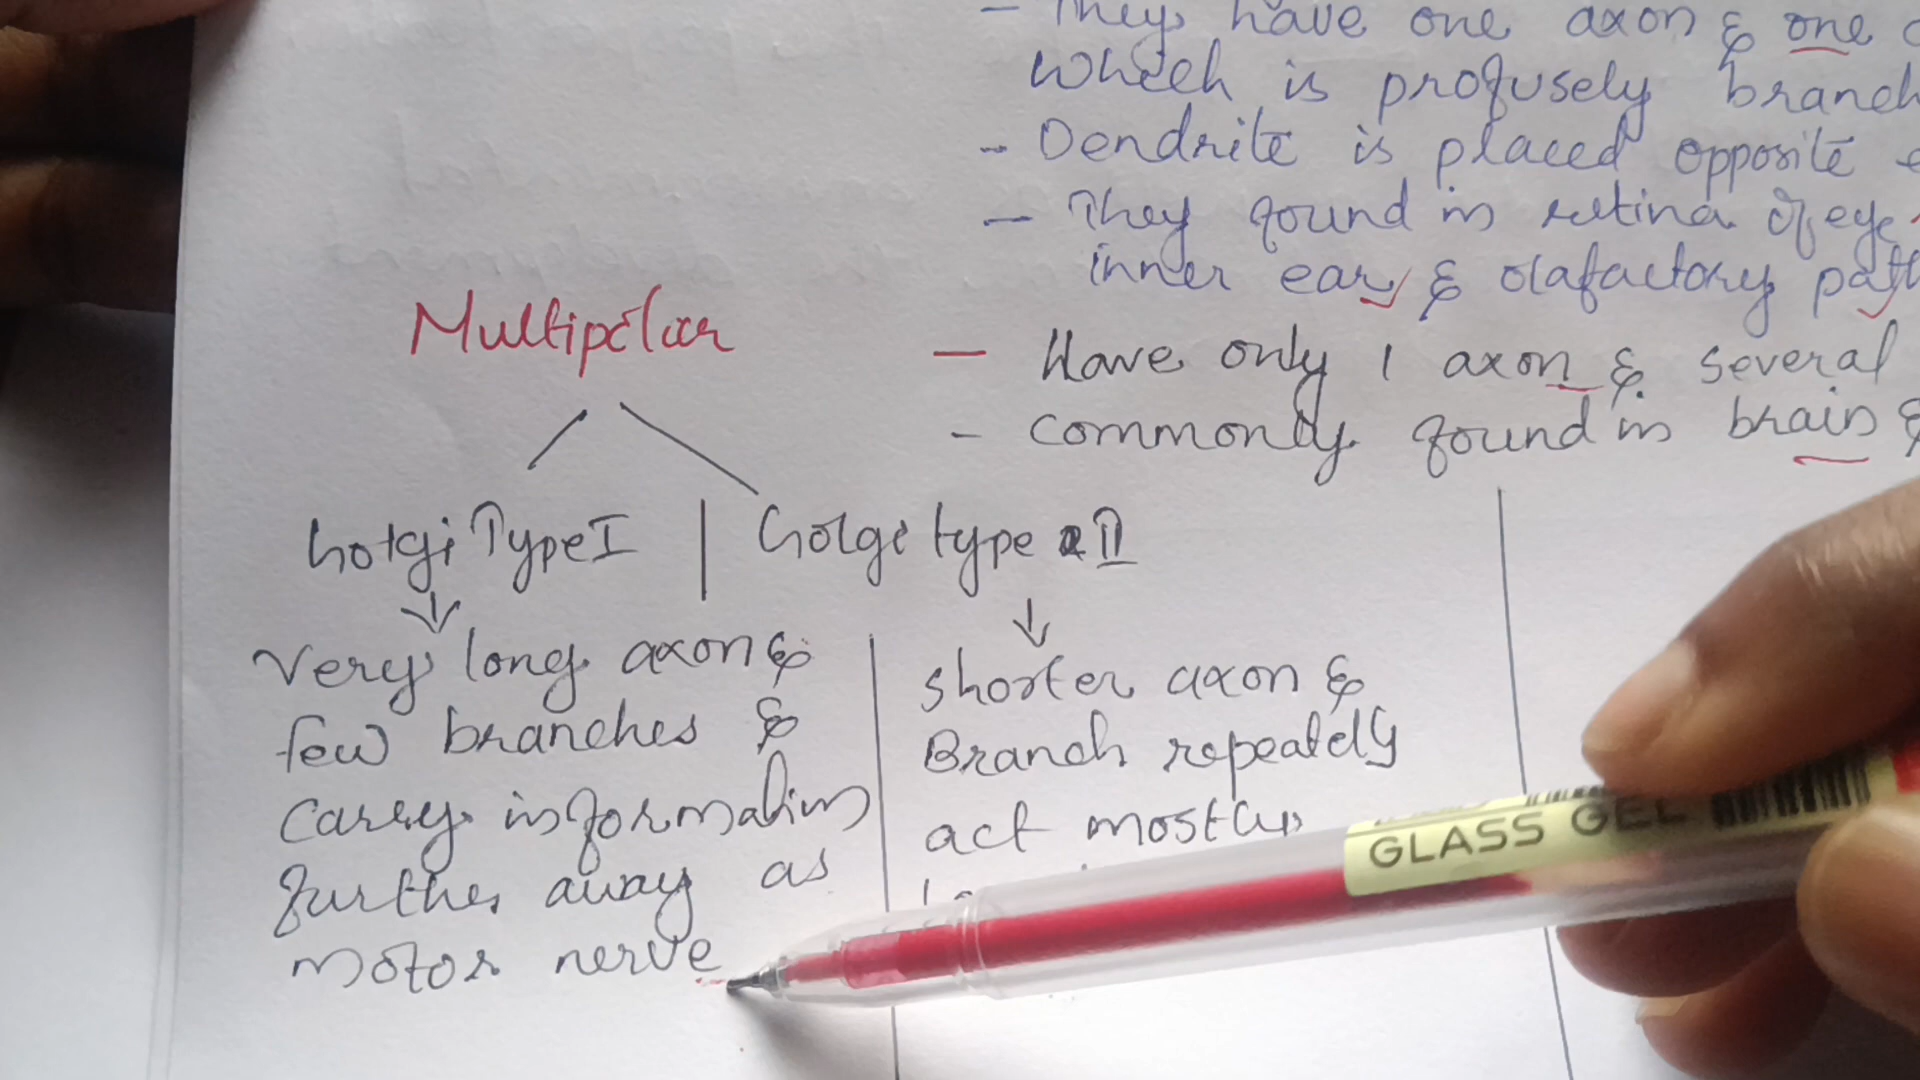 - They have one axon & one
which is profusely branch
- Dendrite is placed opposite
- They found in retina of eye
inner ear & olafactory path
Multipolar
- Have only 1 axon & several
- commonly found in brain &
Golgi Type I
Golgi type II
Very long axon &
few branches &
carry information
further away as
motor nerve
shorter axon &
Branch repeatdly
act mostly
GLASS GEL